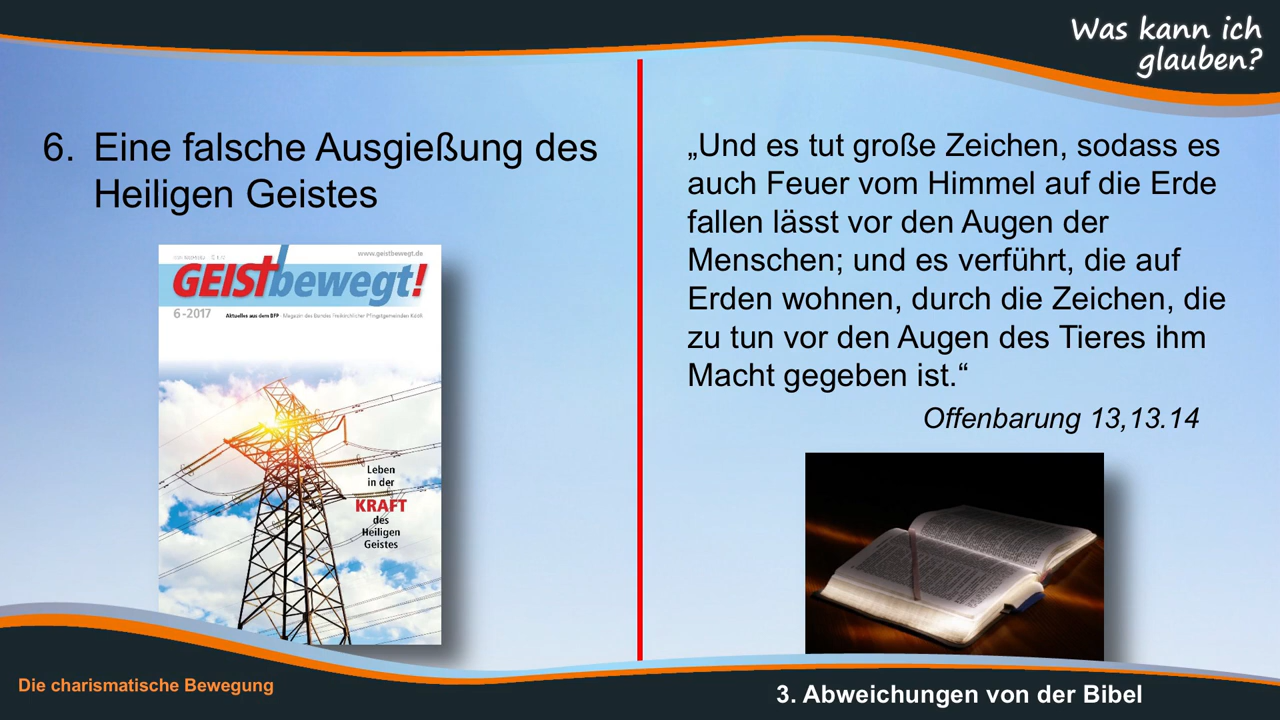 Was kann ich
glauben?
6. Eine falsche Ausgießung des
Heiligen Geistes
www.geistbewegt.de
GEISTbewegt!
6-2017
Aktuelles aus dem BFP
Leben
in der
KRAFT
des
Heiligen
Geistes
„Und es tut große Zeichen, sodass es
auch Feuer vom Himmel auf die Erde
fallen lässt vor den Augen der
Menschen; und es verführt, die auf
Erden wohnen, durch die Zeichen, die
zu tun vor den Augen des Tieres ihm
Macht gegeben ist.“
Offenbarung 13,13.14
Die charismatische Bewegung
3. Abweichungen von der Bibel